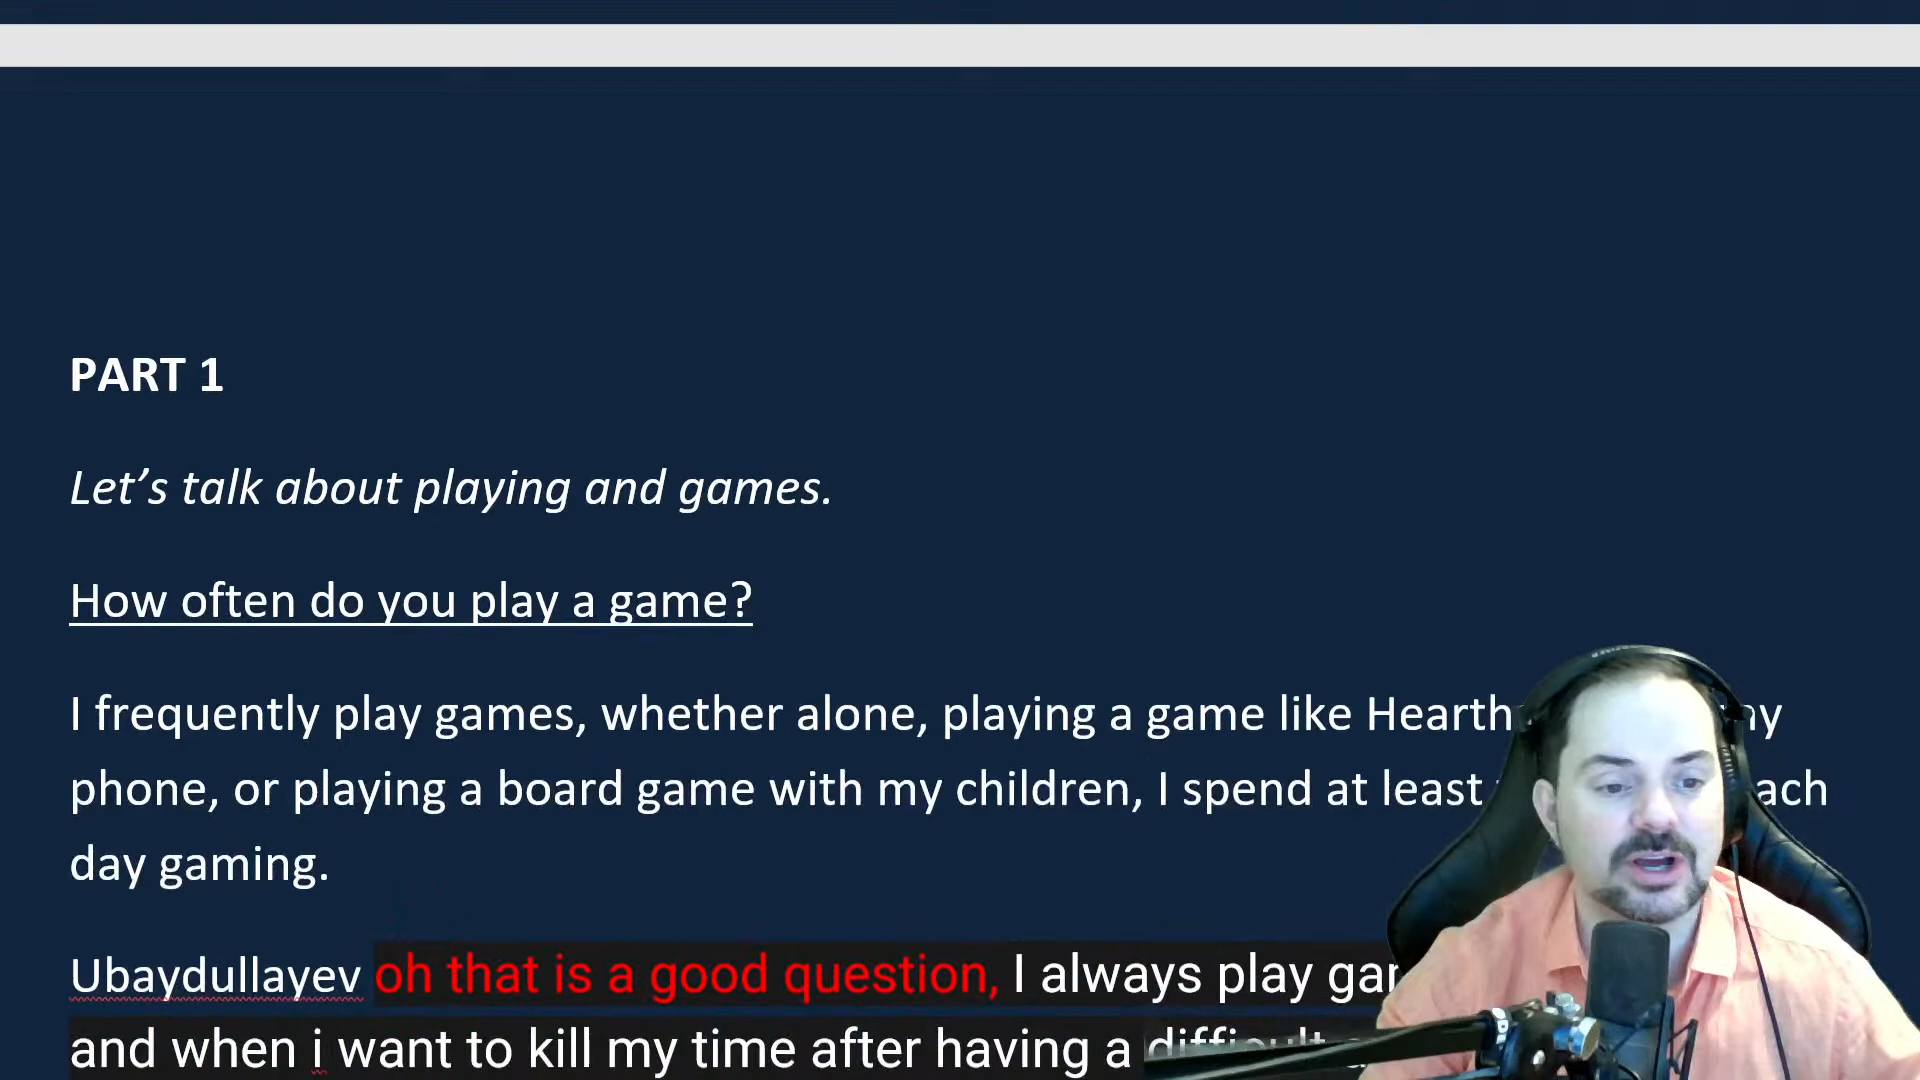 PART 1
Let's talk about playing and games.
How often do you play a game?
I frequently play games, whether alone, playing a game like
phone, or playing a board game with my children, I spend at least
day gaming.
Ubaydullayev oh that is a good question, I always play
and when i want to kill my time after having a difficult